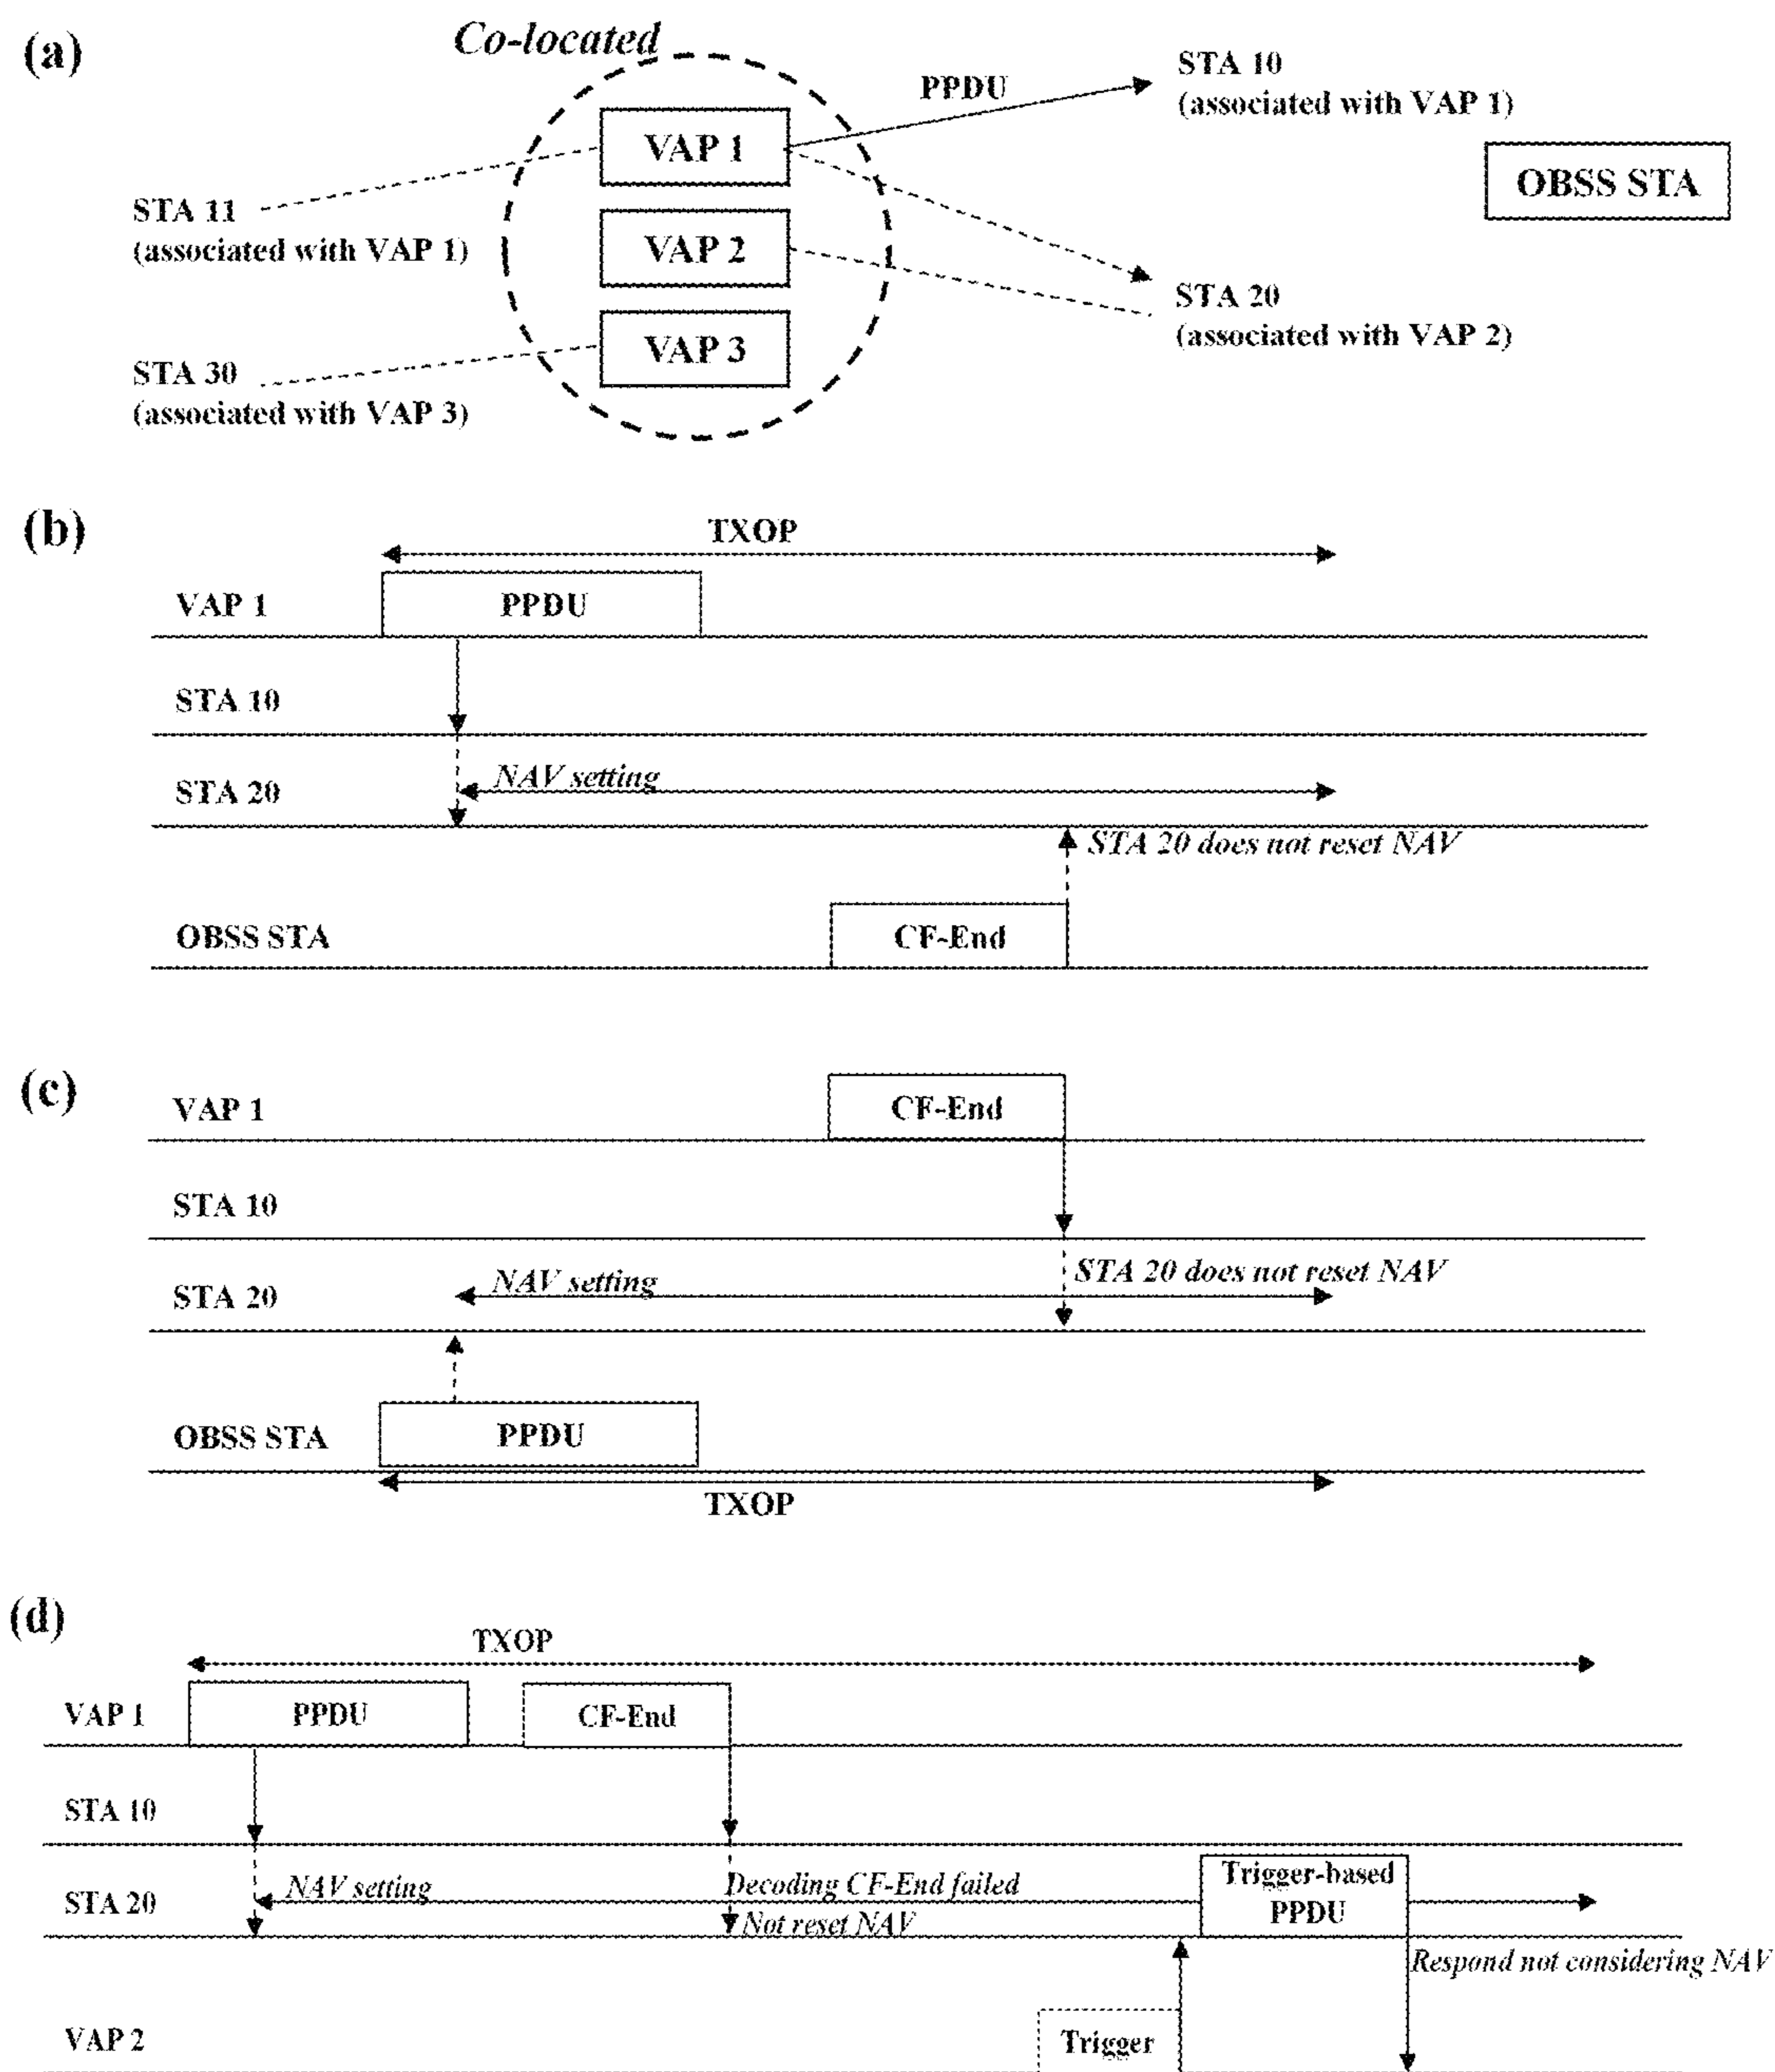 (a)
Co-located
PPDU
STA 10
(associated with VAP 1)
VAP 1
OBSS STA
STA 11
(associated with VAP 1)
VAP 2
STA 20
(associated with VAP 2)
VAP 3
STA 30
(associated with VAP 3)
(b)
TXOP
VAP 1
PPDU
STA 10
NAV setting
STA 20
STA 20 does not reset NAV
OBSS STA
CF-End
(c)
VAP 1
CF-End
STA 10
NAV setting
STA 20 does not reset NAV
STA 20
OBSS STA
PPDU
TXOP
(d)
TXOP
VAP 1
PPDU
CF-End
STA 10
STA 20
NAV setting
Decoding CF-End failed
Not reset NAV
Trigger-based
PPDU
Respond not considering NAV
VAP 2
Trigger